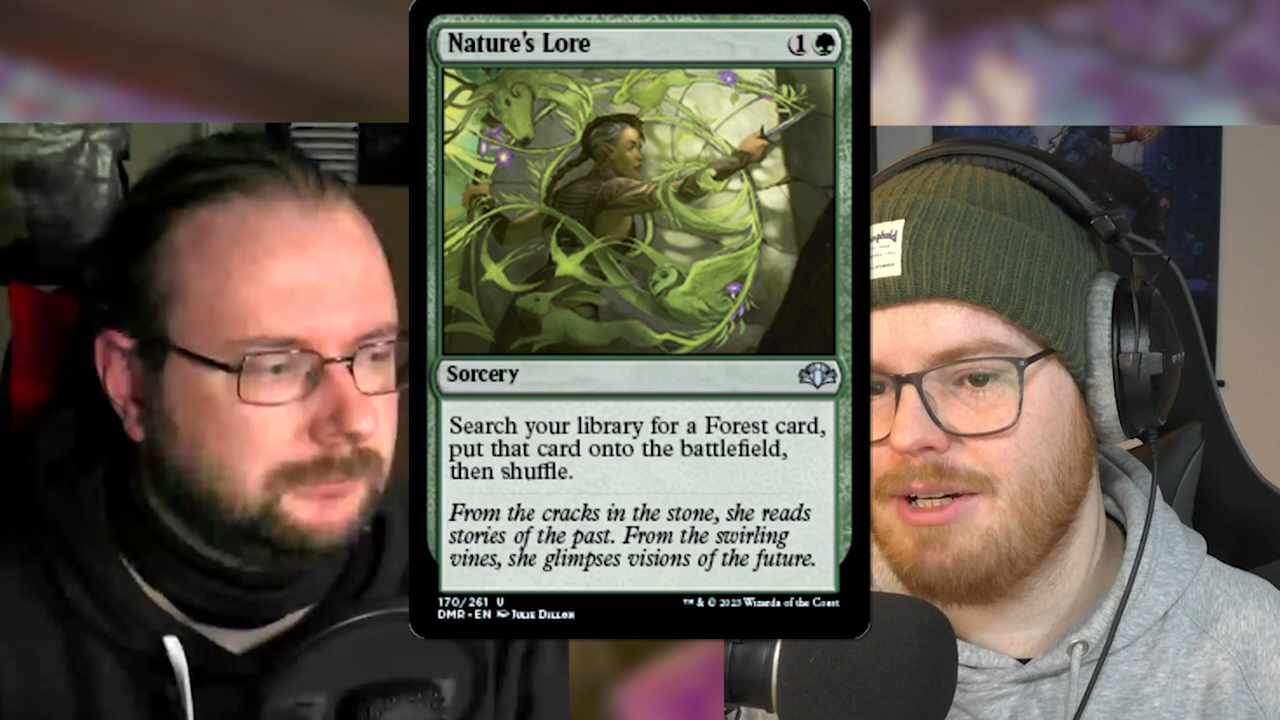 Nature's Lore 1
Sorcery
Search your library for a Forest card,
put that card onto the battlefield,
then shuffle.
From the cracks in the stone, she reads
stories of the past. From the swirling
vines, she glimpses visions of the future.
170/261 U
DMR • EN Julie Dillon
™ & © 2023 Wizards of the Coast